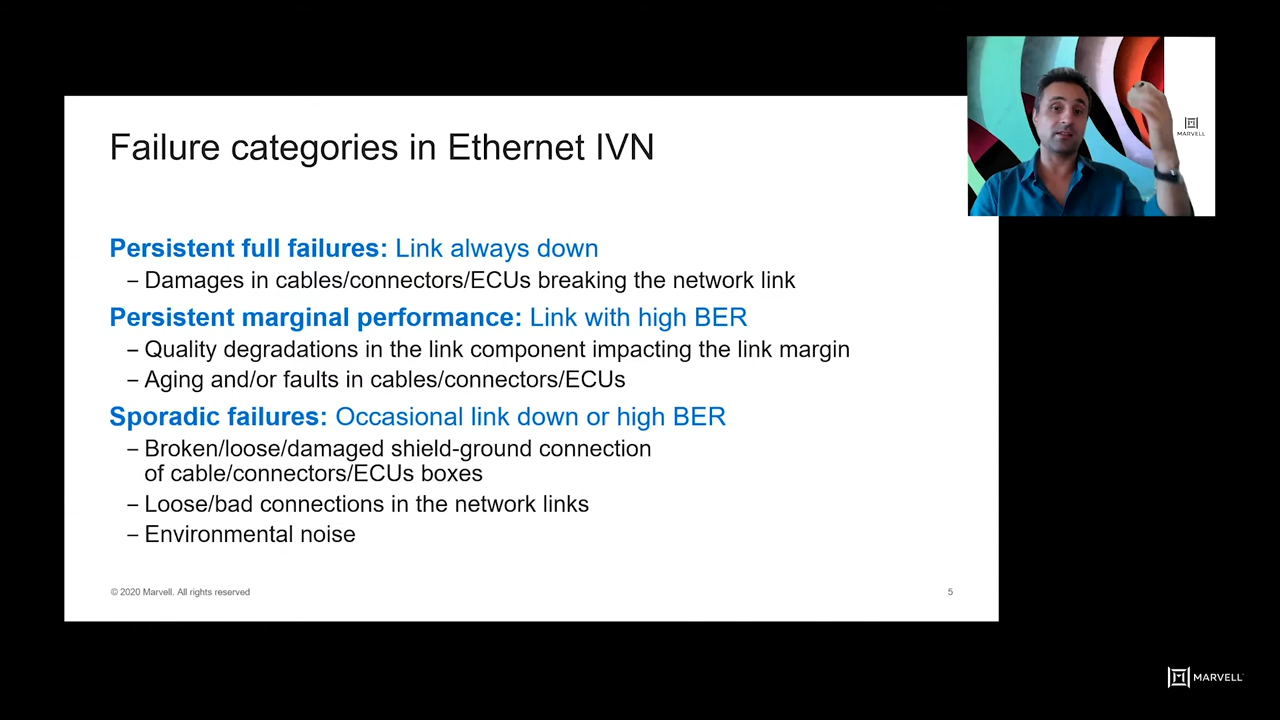 Failure categories in Ethernet IVN
Persistent full failures: Link always down
– Damages in cables/connectors/ECUs breaking the network link
Persistent marginal performance: Link with high BER
– Quality degradations in the link component impacting the link margin
– Aging and/or faults in cables/connectors/ECUs
Sporadic failures: Occasional link down or high BER
– Broken/loose/damaged shield-ground connection
of cable/connectors/ECUs boxes
– Loose/bad connections in the network links
– Environmental noise
© 2020 Marvell. All rights reserved
5
MARVELL
MARVELL